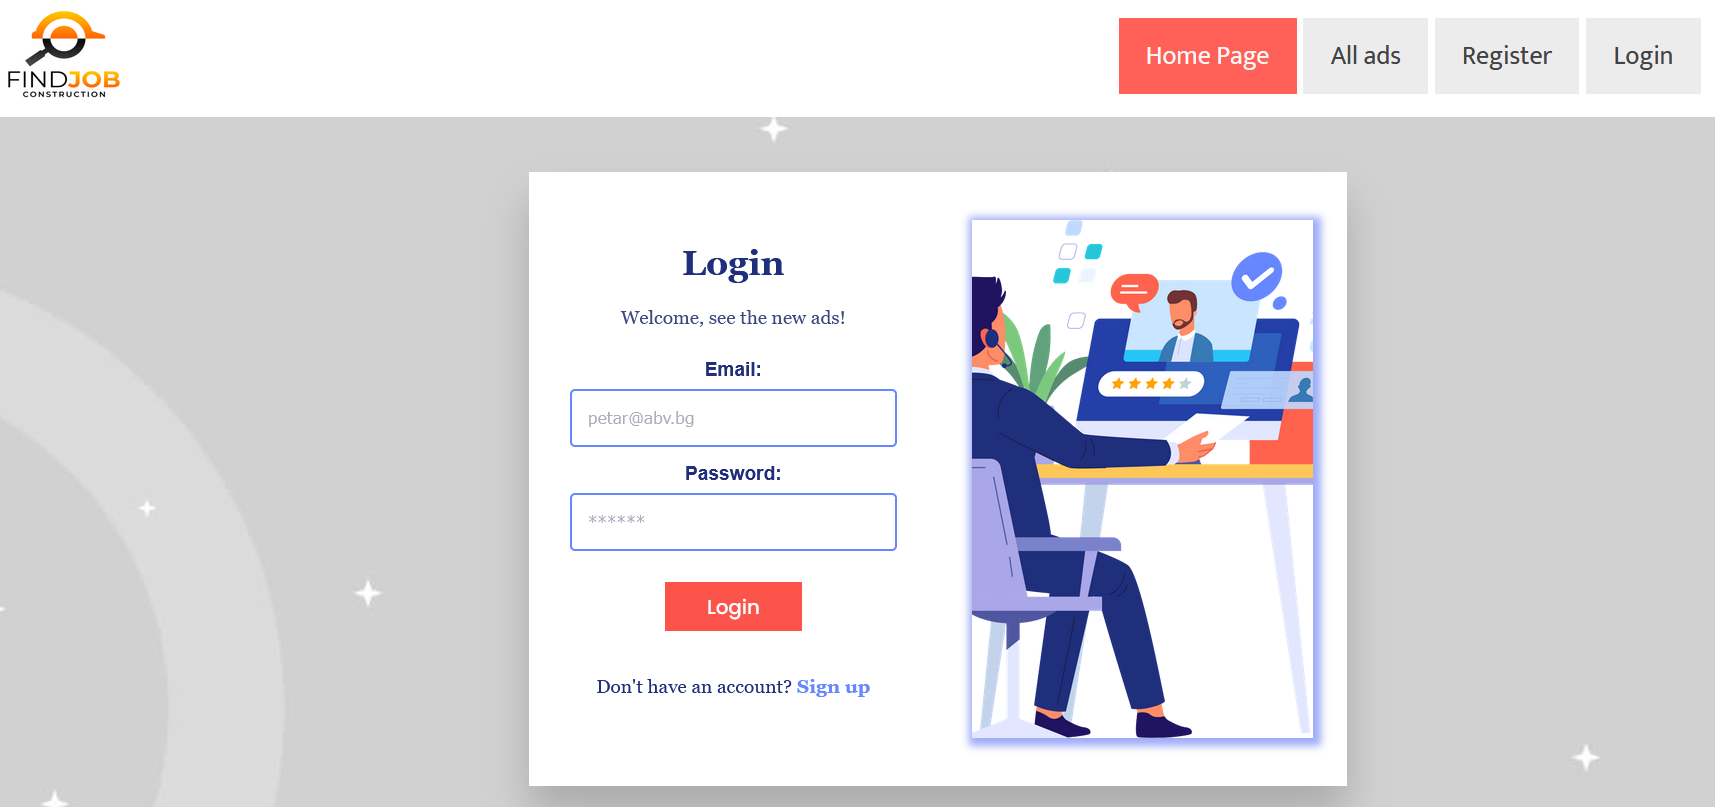 FINDJOB
CONSTRUCTION
Home Page
All ads
Register
Login
Login
Welcome, see the new ads!
Email:
petar@abv.bg
Password:
******
Login
Don't have an account? Sign up